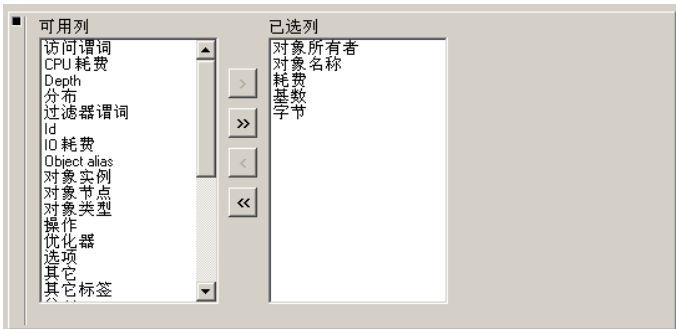 可用列
访问谓词
CPU 耗费
Depth
分布
过滤器谓词
Id
IO 耗费
Object alias
对象实例
对象节点
对象类型
操作
优化器
选项
其它
其它标签
>
>>
<
<<
已选列
对象所有者
对象名称
耗费
基数
字节